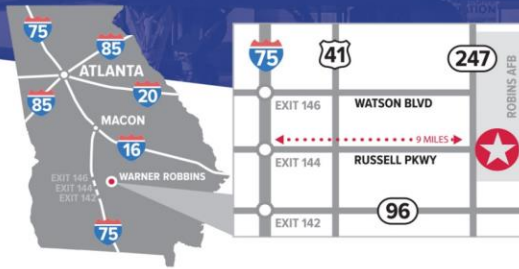 75
85
ATLANTA
20
85
MACON
16
EXIT 146
EXIT 144
EXIT 142
WARNER ROBBINS
75
75
41
247
ROBINS AFB
EXIT 146
WATSON BLVD
9 MILES
EXIT 144
RUSSELL PKWY
96
EXIT 142